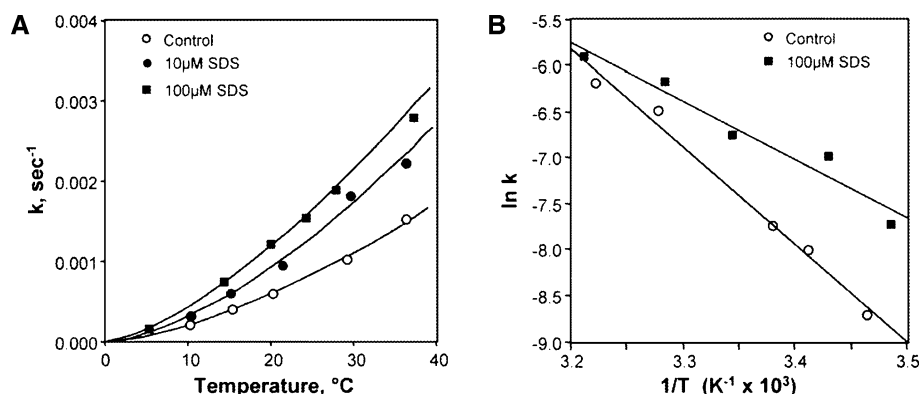 A
0.004
0.003
0.002
0.001
0.000
k, sec⁻¹
Control
10µM SDS
100µM SDS
0
10
20
30
40
Temperature, °C
B
-5.5
-6.0
-6.5
-7.0
-7.5
-8.0
-8.5
-9.0
ln k
Control
100µM SDS
3.2
3.3
3.4
3.5
1/T (K⁻¹ x 10³)